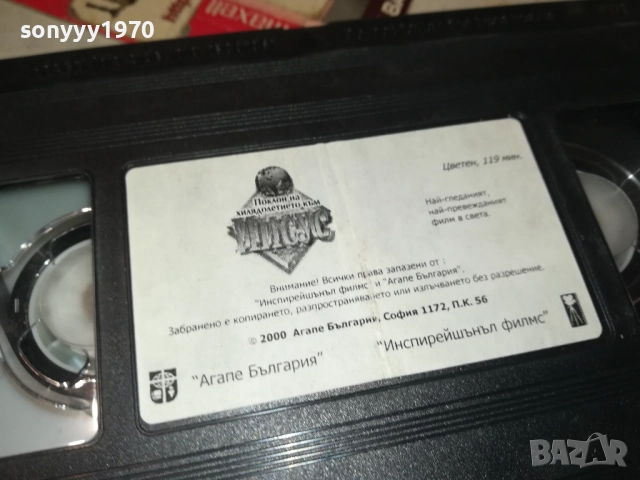 sonyyy1970
maxell
Поклон на
хилядолетието към
ИИСУС
Цветен, 119 мин.
Най-гледаният,
най-превежданият
филм в света.
Внимание! Всички права запазени от :
"Инспирейшънъл филмс" и "Агапе България".
Забранено е копирането, разпространяването или излъчването без разрешение.
© 2000 Агапе България, София 1172, П.К. 56
"Агапе България"
"Инспирейшънъл филмс"
BAZAR